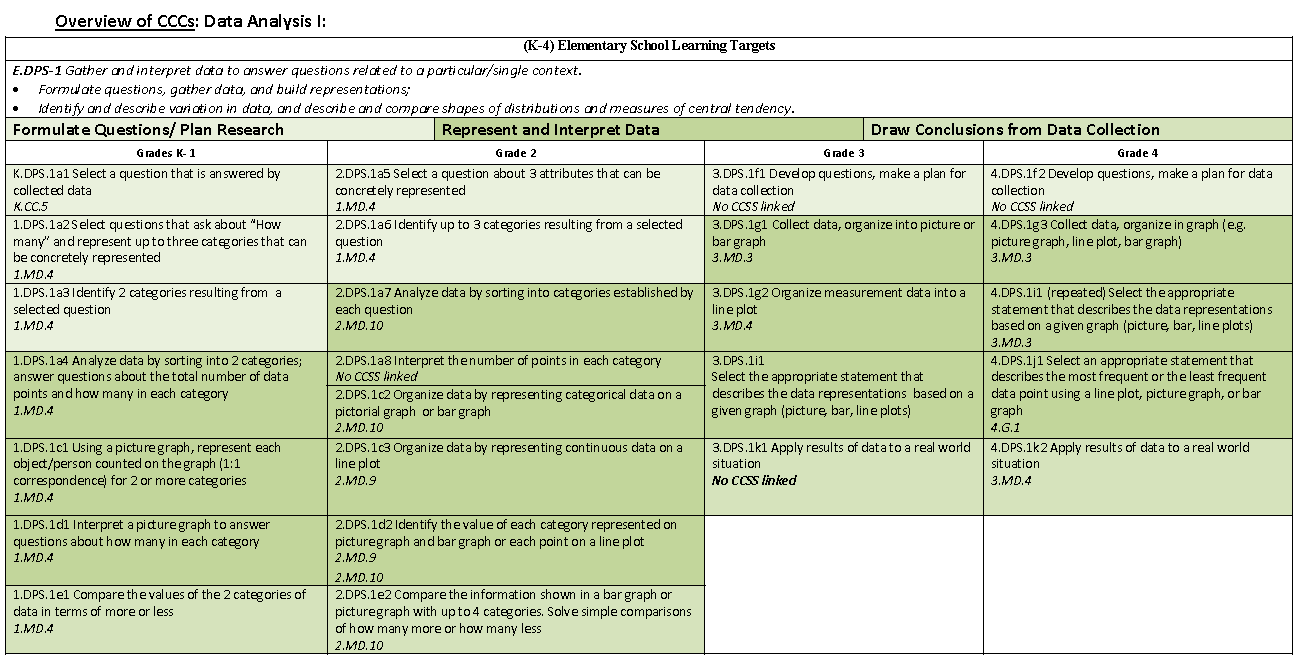 Overview of CCCs: Data Analysis I:
(K-4) Elementary School Learning Targets
E.DPS-1 Gather and interpret data to answer questions related to a particular/single context.
• Formulate questions, gather data, and build representations;
• Identify and describe variation in data, and describe and compare shapes of distributions and measures of central tendency.
Formulate Questions/ Plan Research
Represent and Interpret Data
Draw Conclusions from Data Collection
Grades K-1
Grade 2
Grade 3
Grade 4
K.DPS.1a1 Select a question that is answered by
collected data
K.CC.5
2.DPS.1a5 Select a question about 3 attributes that can be
concretely represented
1.MD.4
3.DPS.1f1 Develop questions, make a plan for
data collection
No CCSS linked
4.DPS.1f2 Develop questions, make a plan for data
collection
No CCSS linked
1.DPS.1a2 Select questions that ask about "How
many" and represent up to three categories that can
be concretely represented
1.MD.4
2.DPS.1a6 Identify up to 3 categories resulting from a selected
question
1.MD.4
3.DPS.1g1 Collect data, organize into picture or
bar graph
3.MD.3
4.DPS.1g3 Collect data, organize in graph (e.g.
picture graph, line plot, bar graph)
3.MD.3
1.DPS.1a3 Identify 2 categories resulting from a
selected question
1.MD.4
2.DPS.1a7 Analyze data by sorting into categories established by
each question
2.MD.10
3.DPS.1g2 Organize measurement data into a
line plot
3.MD.4
4.DPS.1i1 (repeated) Select the appropriate
statement that describes the data representations
based on a given graph (picture, bar, line plots)
3.MD.3
1.DPS.1a4 Analyze data by sorting into 2 categories;
answer questions about the total number of data
points and how many in each category
1.MD.4
2.DPS.1a8 Interpret the number of points in each category
No CCSS linked
2.DPS.1c2 Organize data by representing categorical data on a
pictorial graph or bar graph
2.MD.10
3.DPS.1i1
Select the appropriate statement that
describes the data representations based on a
given graph (picture, bar, line plots)
4.DPS.1j1 Select an appropriate statement that
describes the most frequent or the least frequent
data point using a line plot, picture graph, or bar
graph
4.G.1
1.DPS.1c1 Using a picture graph, represent each
object/person counted on the graph (1:1
correspondence) for 2 or more categories
1.MD.4
2.DPS.1c3 Organize data by representing continuous data on a
line plot
2.MD.9
3.DPS.1k1 Apply results of data to a real world
situation
No CCSS linked
4.DPS.1k2 Apply results of data to a real world
situation
3.MD.4
1.DPS.1d1 Interpret a picture graph to answer
questions about how many in each category
1.MD.4
2.DPS.1d2 Identify the value of each category represented on
picture graph and bar graph or each point on a line plot
2.MD.9
2.MD.10
1.DPS.1e1 Compare the values of the 2 categories of
data in terms of more or less
1.MD.4
2.DPS.1e2 Compare the information shown in a bar graph or
picture graph with up to 4 categories. Solve simple comparisons
of how many more or how many less
2.MD.10